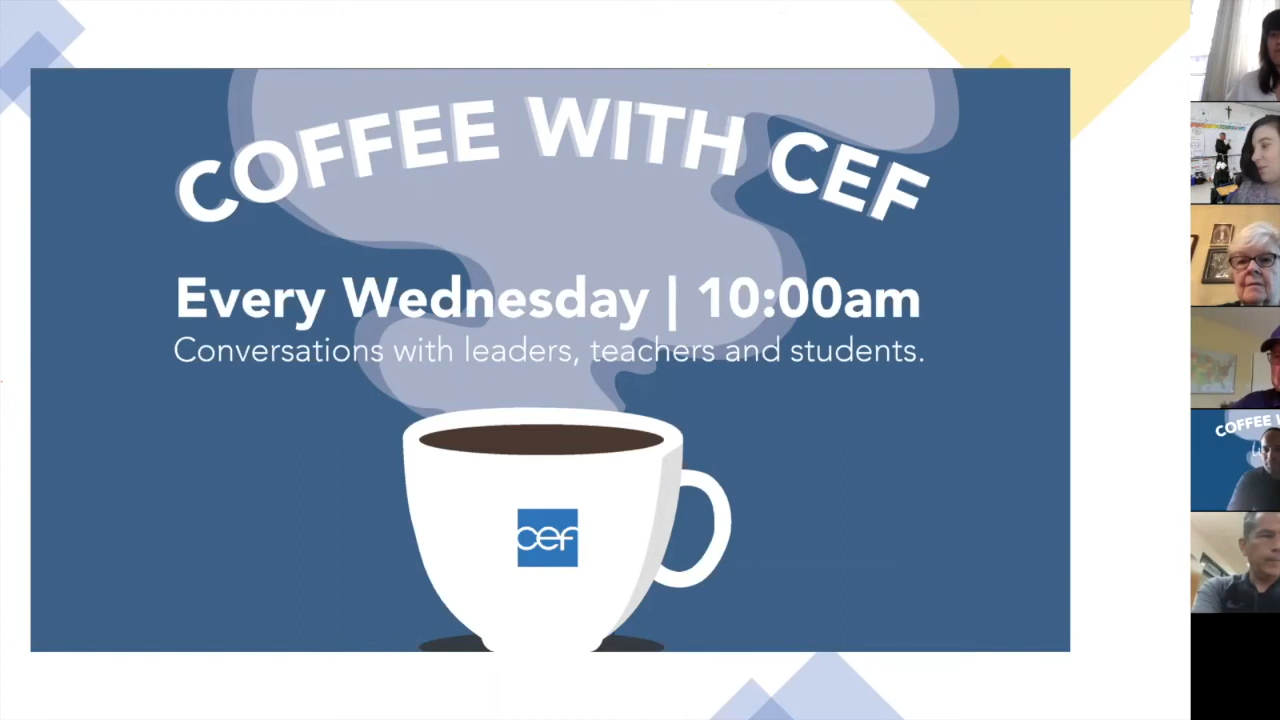 COFFEE WITH CEF
Every Wednesday | 10:00am
Conversations with leaders, teachers and students.
cef
COFFEE W